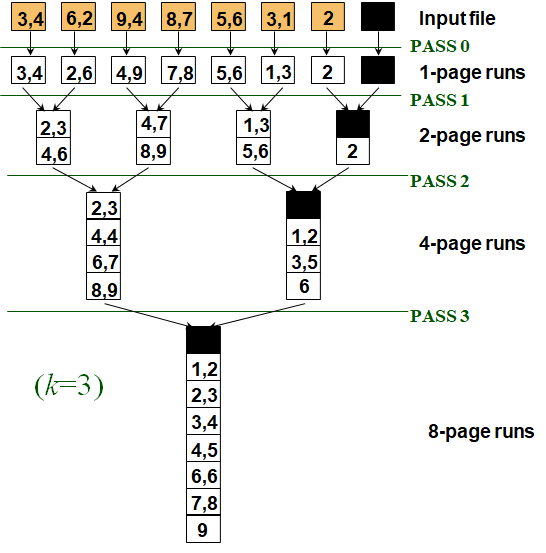 3,4 6,2 9,4 8,7 5,6 3,1 2 Input file
PASS 0
3,4 2,6 4,9 7,8 5,6 1,3 2 1-page runs
PASS 1
2,3 4,7 1,3
4,6 8,9 5,6 2
2-page runs
PASS 2
2,3
4,4 1,2
6,7 3,5
8,9 6
4-page runs
PASS 3
1,2
(k=3)
2,3
3,4
4,5
8-page runs
6,6
7,8
9